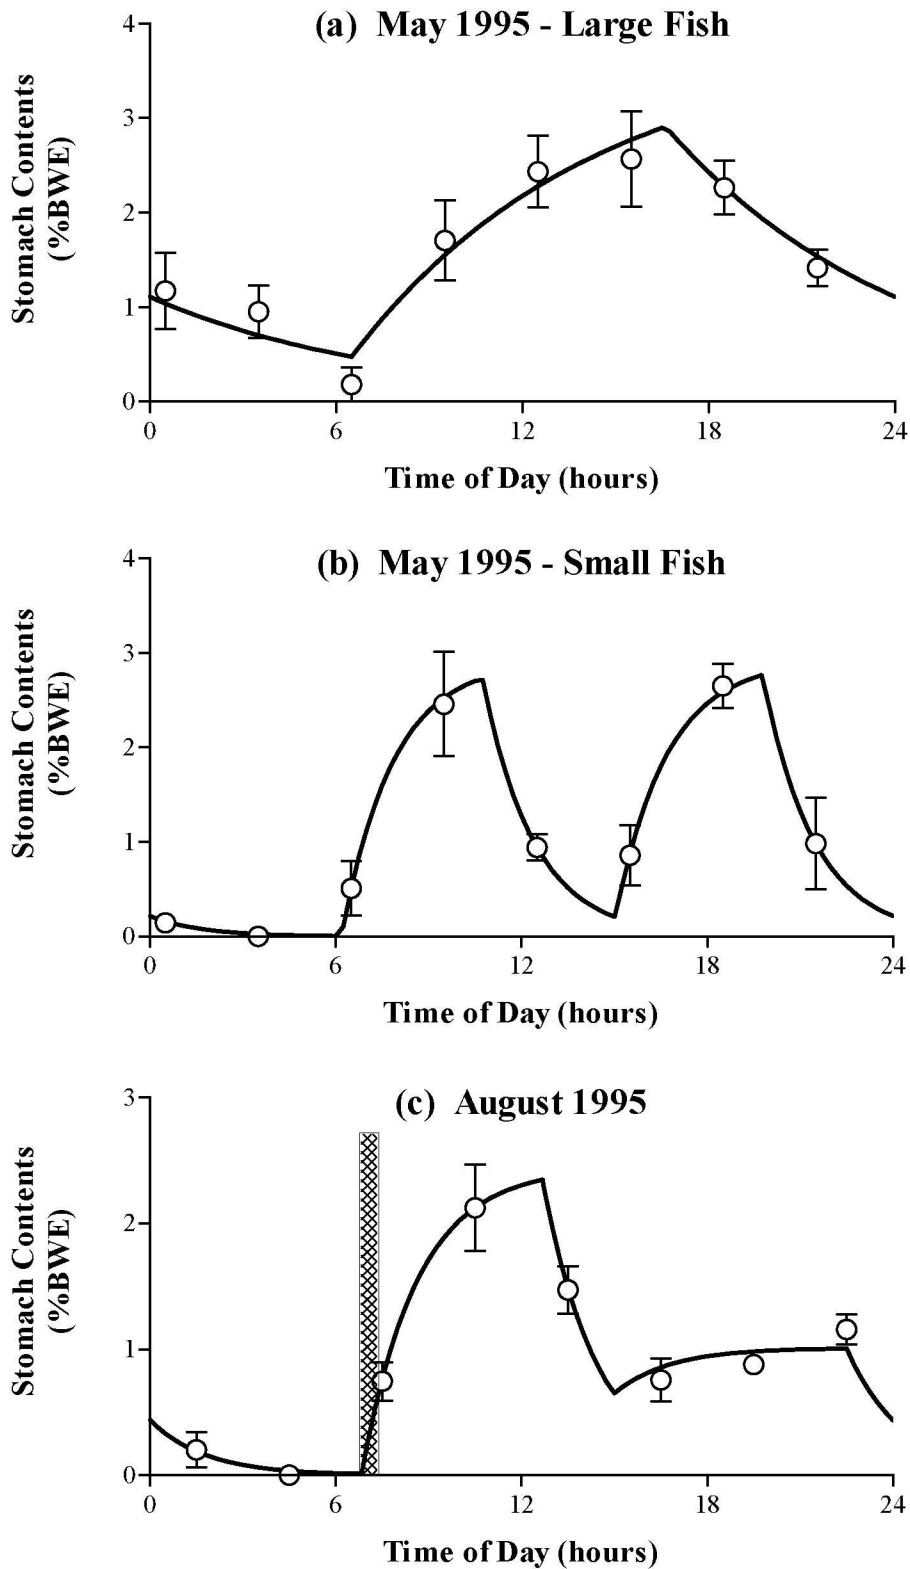 (a) May 1995 - Large Fish
Stomach Contents
(%BWE)
4
3
2
1
0
0 6 12 18 24
Time of Day (hours)
(b) May 1995 - Small Fish
Stomach Contents
(%BWE)
4
3
2
1
0
0 6 12 18 24
Time of Day (hours)
(c) August 1995
Stomach Contents
(%BWE)
3
2
1
0
0 6 12 18 24
Time of Day (hours)